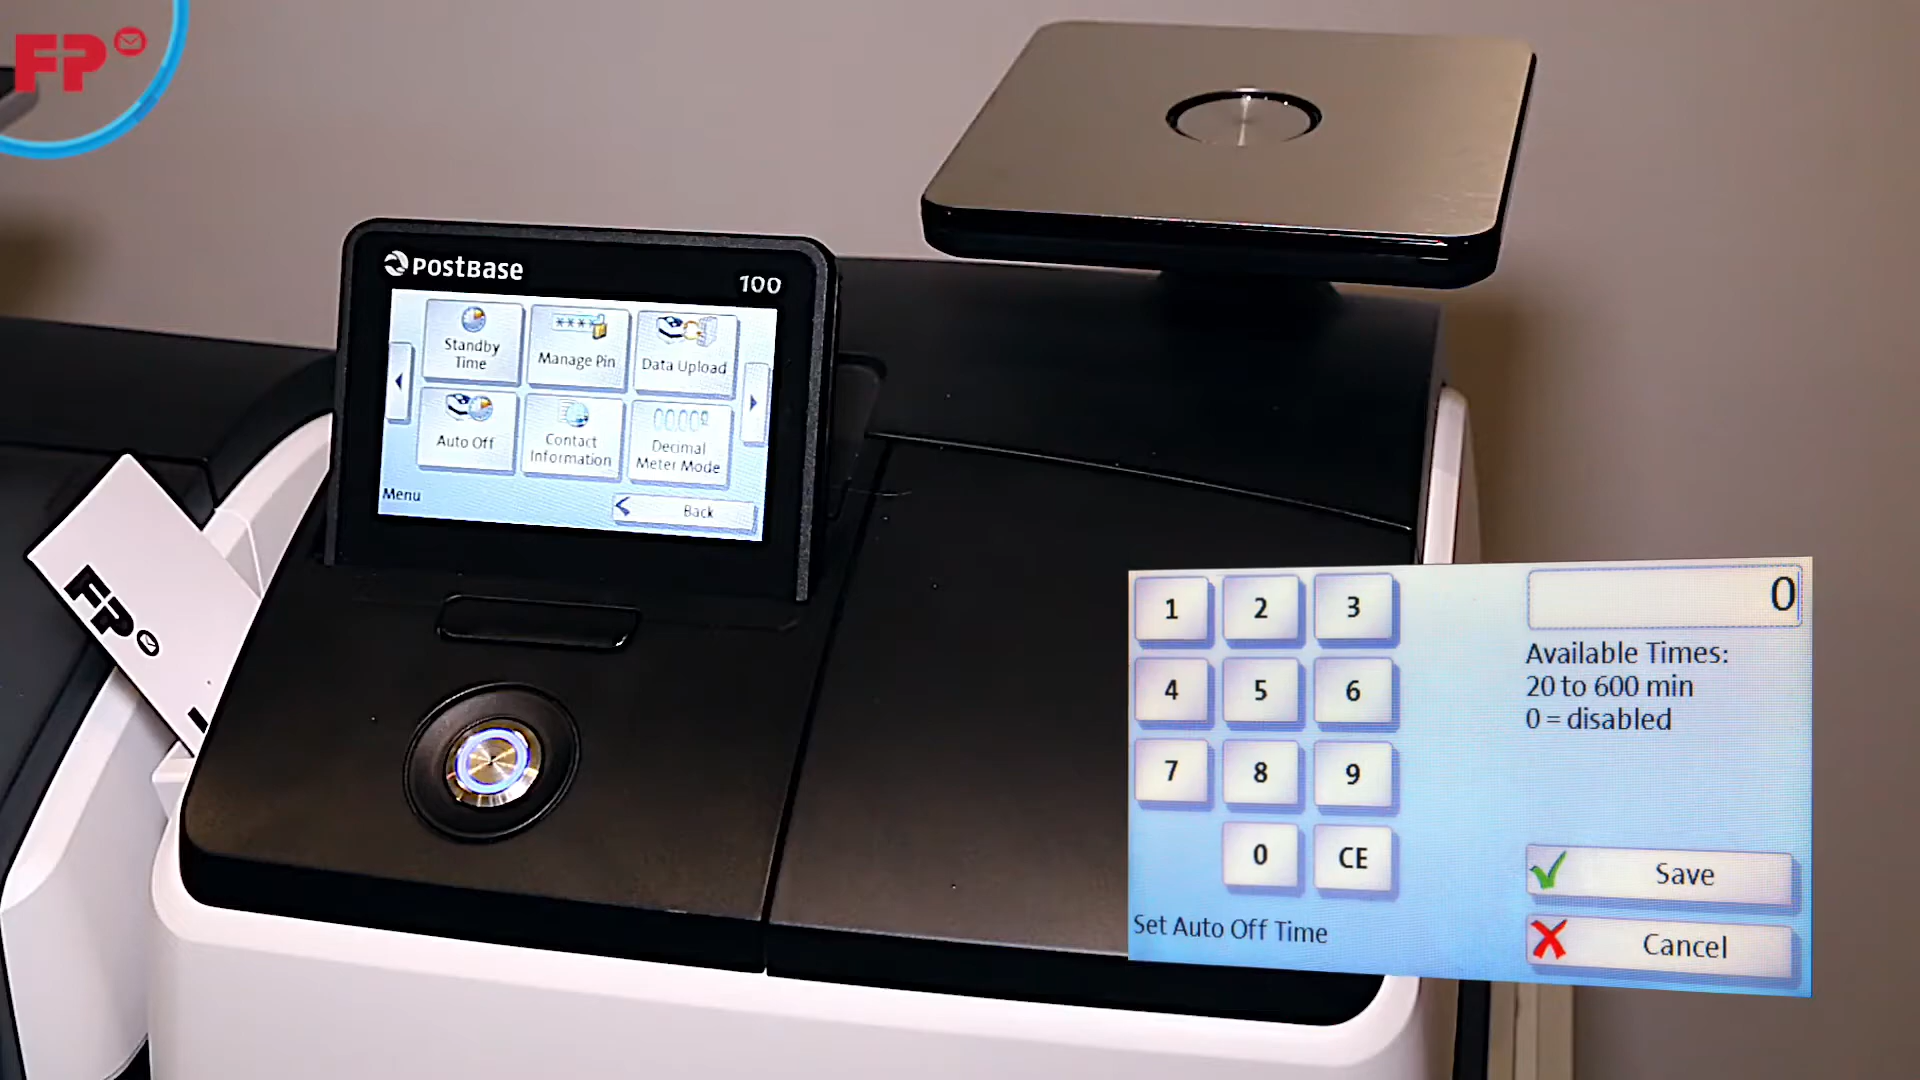 FP
POSTBASE
100
Standby
Time
Manage Pin
Data Upload
Auto Off
Contact
Information
00.00⁰
Decimal
Meter Mode
Menu
Back
FP
1
2
3
4
5
6
7
8
9
0
CE
Set Auto Off Time
0
Available Times:
20 to 600 min
0 = disabled
Save
Cancel